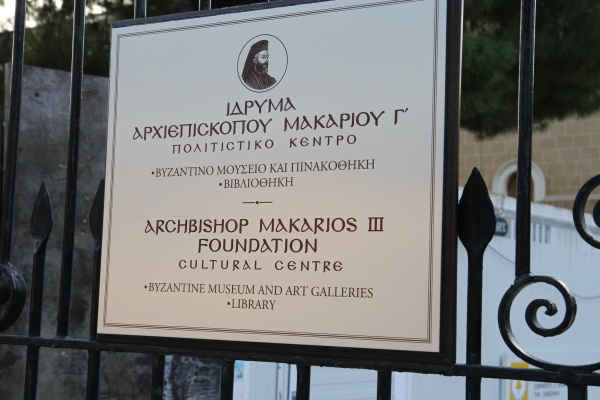 ΙΔΡΥΜΑ
ΑΡΧΙΕΠΙΣΚΟΠΟΥ ΜΑΚΑΡΙΟΥ Γ΄
ΠΟΛΙΤΙΣΤΙΚΟ ΚΕΝΤΡΟ
•ΒΥΖΑΝΤΙΝΟ ΜΟΥΣΕΙΟ ΚΑΙ ΠΙΝΑΚΟΘΗΚΗ
•ΒΙΒΛΙΟΘΗΚΗ
ARCHBISHOP MAKARIOS III
FOUNDATION
CULTURAL CENTRE
•BYZANTINE MUSEUM AND ART GALLERIES
•LIBRARY